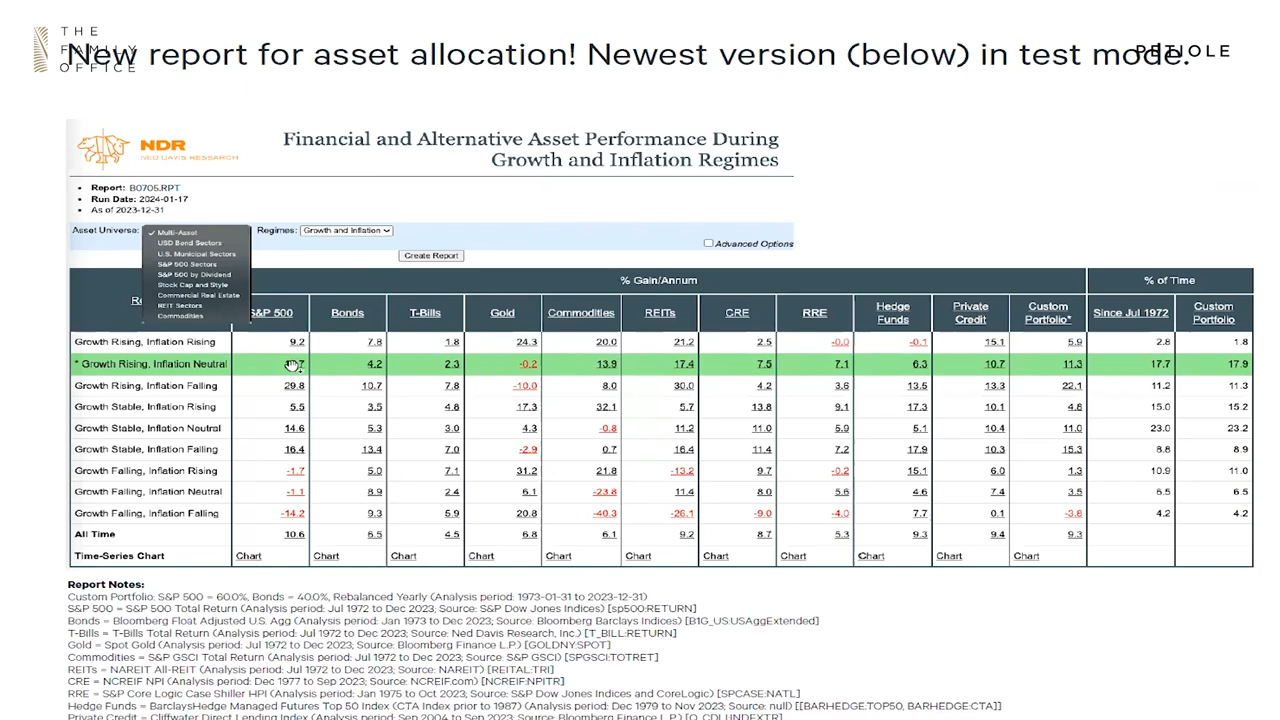 THE
FAMILY
OFFICE
New report for asset allocation! Newest version (below) in test mode.
PETIOLE
NDR
NED DAVIS RESEARCH
Financial and Alternative Asset Performance During
Growth and Inflation Regimes
• Report: B0705.RPT
• Run Date: 2024-01-17
• As of 2023-12-31
Asset Universe: Regimes: Growth and Inflation
✓ Multi-Asset
USD Bond Sectors
U.S. Municipal Sectors
S&P 500 Sectors
S&P 500 by Dividend
Stock Cap and Style
Commercial Real Estate
REIT Sectors
Commodities
Advanced Options
Create Report
% Gain/Annum % of Time
S&P 500 Bonds T-Bills Gold Commodities REITs CRE RRE Hedge Funds Private Credit Custom Portfolio* Since Jul 1972 Custom Portfolio
Growth Rising, Inflation Rising 9.2 7.8 1.8 24.3 20.0 21.2 2.5 -0.0 -0.1 15.1 5.9 2.8 1.8
* Growth Rising, Inflation Neutral 4.2 2.3 -0.2 13.9 17.4 7.5 7.1 6.3 10.7 11.3 17.7 17.9
Growth Rising, Inflation Falling 29.8 10.7 7.8 -10.0 8.0 30.0 4.2 3.6 13.5 13.3 22.1 11.2 11.3
Growth Stable, Inflation Rising 5.5 3.5 4.8 17.3 32.1 5.7 13.8 9.1 17.3 10.1 4.8 15.0 15.2
Growth Stable, Inflation Neutral 14.6 5.3 3.0 4.3 -0.8 11.2 11.0 5.9 5.1 10.4 11.0 23.0 23.2
Growth Stable, Inflation Falling 16.4 13.4 7.0 -2.9 0.7 16.4 11.4 7.2 17.9 10.3 15.3 8.8 8.9
Growth Falling, Inflation Rising -1.7 5.0 7.1 31.2 21.8 -13.2 9.7 -0.2 15.1 6.0 1.3 10.9 11.0
Growth Falling, Inflation Neutral -1.1 8.9 2.4 6.1 -23.8 11.4 8.0 5.6 4.6 7.4 3.5 6.5 6.5
Growth Falling, Inflation Falling -14.2 9.3 5.9 20.8 -40.3 -26.1 -9.0 -4.0 7.7 0.1 -3.8 4.2 4.2
All Time 10.6 6.5 4.5 6.8 6.1 9.2 8.7 5.3 9.3 9.4 9.3
Time-Series Chart Chart Chart Chart Chart Chart Chart Chart Chart Chart Chart Chart
Report Notes:
Custom Portfolio: S&P 500 = 60.0%, Bonds = 40.0%, Rebalanced Yearly (Analysis period: 1973-01-31 to 2023-12-31)
S&P 500 = S&P 500 Total Return (Analysis period: Jul 1972 to Dec 2023; Source: S&P Dow Jones Indices) [sp500:RETURN]
Bonds = Bloomberg Float Adjusted U.S. Agg (Analysis period: Jan 1973 to Dec 2023; Source: Bloomberg Barclays Indices) [B1G_US:USAggExtended]
T-Bills = T-Bills Total Return (Analysis period: Jul 1972 to Dec 2023; Source: Ned Davis Research, Inc.) [T_BILL:RETURN]
Gold = Spot Gold (Analysis period: Jul 1972 to Dec 2023; Source: Bloomberg Finance L.P.) [GOLDNY:SPOT]
Commodities = S&P GSCI Total Return (Analysis period: Jul 1972 to Dec 2023; Source: S&P GSCI) [SPGSCI:TOTRET]
REITs = NAREIT All-REIT (Analysis period: Jul 1972 to Dec 2023; Source: NAREIT) [REITAL:TRI]
CRE = NCREIF NPI (Analysis period: Dec 1977 to Sep 2023; Source: NCREIF.com) [NCREIF:NPITR]
RRE = S&P Core Logic Case Shiller HPI (Analysis period: Jan 1975 to Oct 2023; Source: S&P Dow Jones Indices and CoreLogic) [SPCASE:NATL]
Hedge Funds = BarclaysHedge Managed Futures Top 50 Index (CTA Index prior to 1987) (Analysis period: Dec 1979 to Nov 2023; Source: null) [[BARHEDGE:TOP50, BARHEDGE:CTA]]
Private Credit = Cliffwater Direct Lending Index (Analysis period: Sep 2004 to Sep 2023; Source: Bloomberg Finance L.P.) [O_CDLI:INDEXTR]